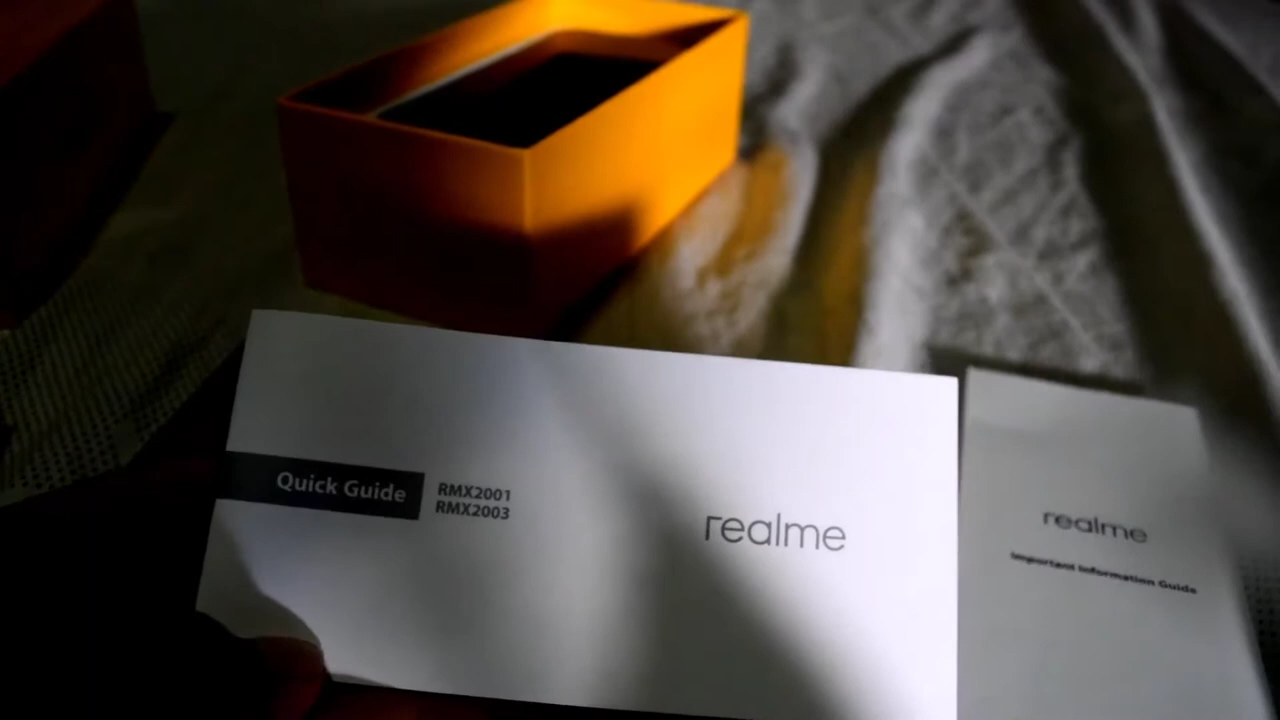 Quick Guide
RMX2001
RMX2003
realme
realme
Important Information Guide